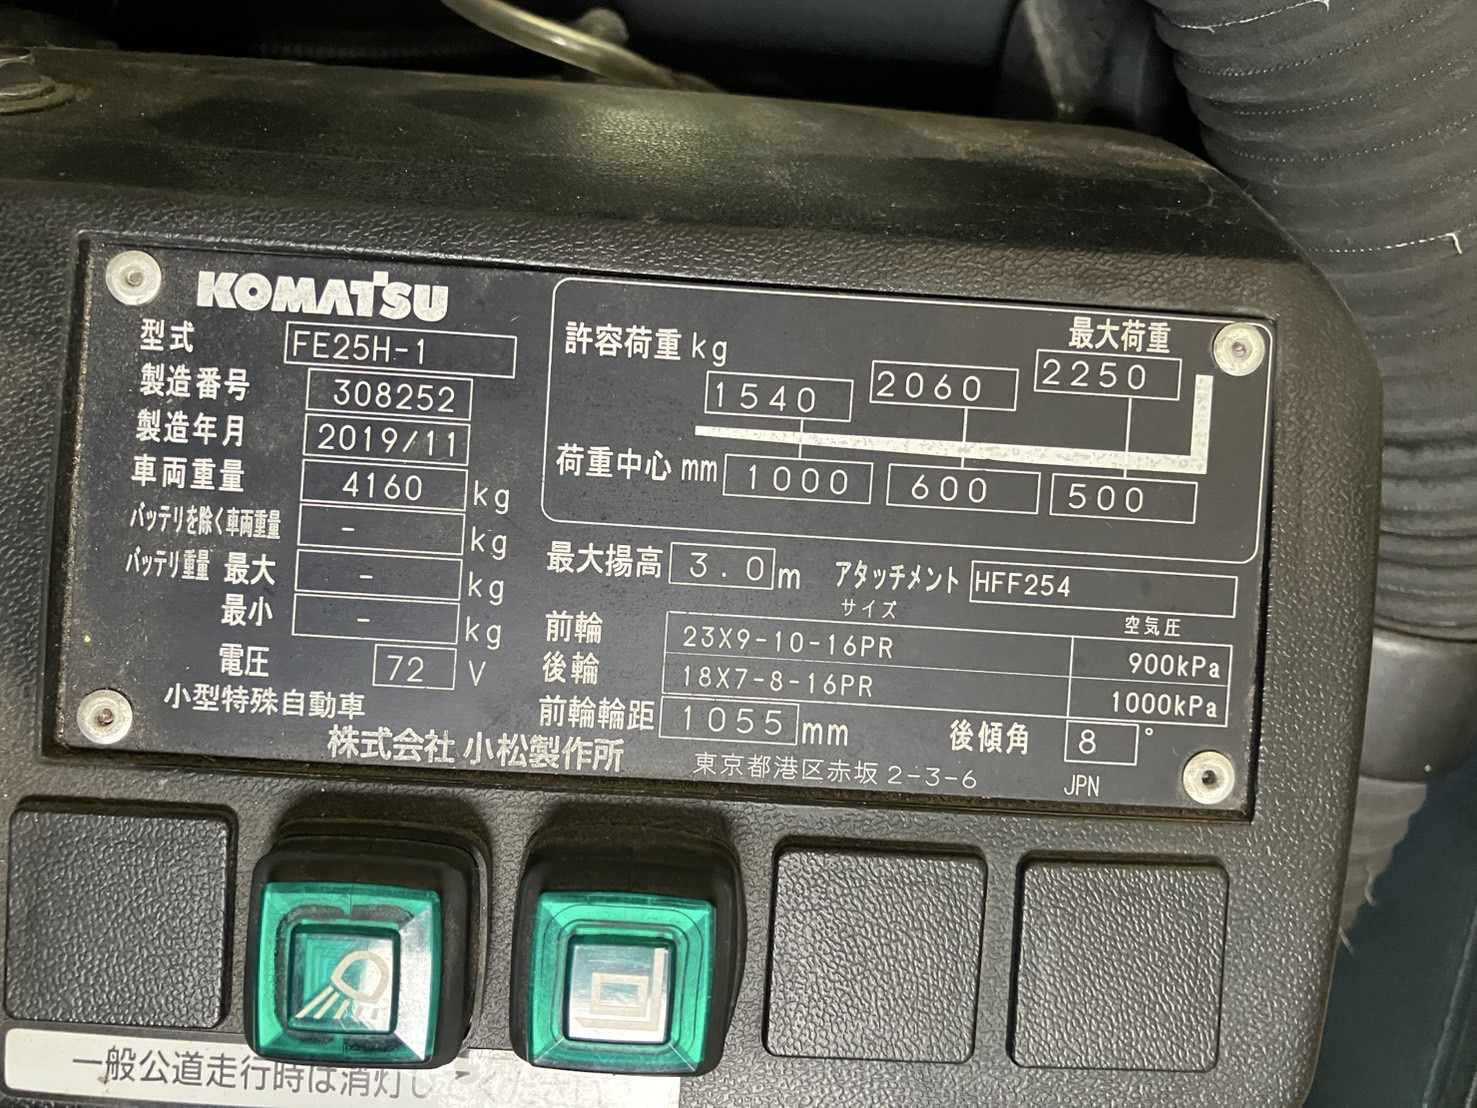 KOMATSU
型式 FE25H-1
製造番号 308252
製造年月 2019/11
車両重量 4160 kg
バッテリを除く車両重量 - kg
バッテリ重量 最大 - kg
最小 - kg
電圧 72 V
小型特殊自動車
株式会社 小松製作所
許容荷重 kg
最大荷重
1540 2060 2250
荷重中心 mm 1000 600 500
最大揚高 3.0 m アタッチメント HFF254
サイズ 空気圧
前輪 23X9-10-16PR 900kPa
後輪 18X7-8-16PR 1000kPa
前輪輪距 1055 mm 後傾角 8 °
東京都港区赤坂 2-3-6 JPN
一般公道走行時は消灯し